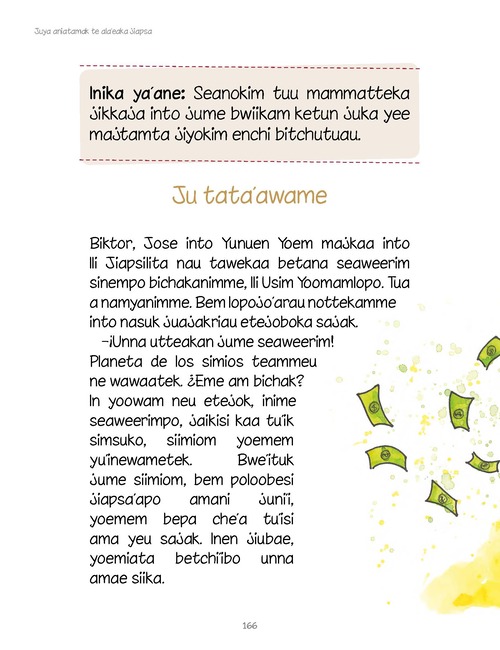 Juya aniatamak te ala'eaka Jiapsa
Inika ya'ane: Seanokim tuu mammatteka
jikkaja into jume bwiikam ketun juka yee
majtamta jiyokim enchi bitchutuau.
Ju tata'awame
Biktor, Jose into Yunuen Yoem majkaa into
Ili Jiapsilita nau tawekaa betana seaweerim
sinempo bichakanimme, Ili Usim Yoomamlopo. Tua
a namyanimme. Bem lopojo'arau nottekamme
into nasuk juajakriau etejoboka sajak.
–¡Unna utteakan jume seaweerim!
Planeta de los simios teammeu
ne wawaatek. ¿Eme am bichak?
In yoowam neu etejok, inime
seaweerimpo, jaikisi kaa tu'ik
simsuko, siimiom yoemem
yu'inewametek. Bwe'ituk
jume siimiom, bem poloobesi
jiapsa'apo amani junii,
yoemem bepa che'a tu'isi
ama yeu sajak. Inen jiubae,
yoemiata betchi'ibo unna
amae siika.
166